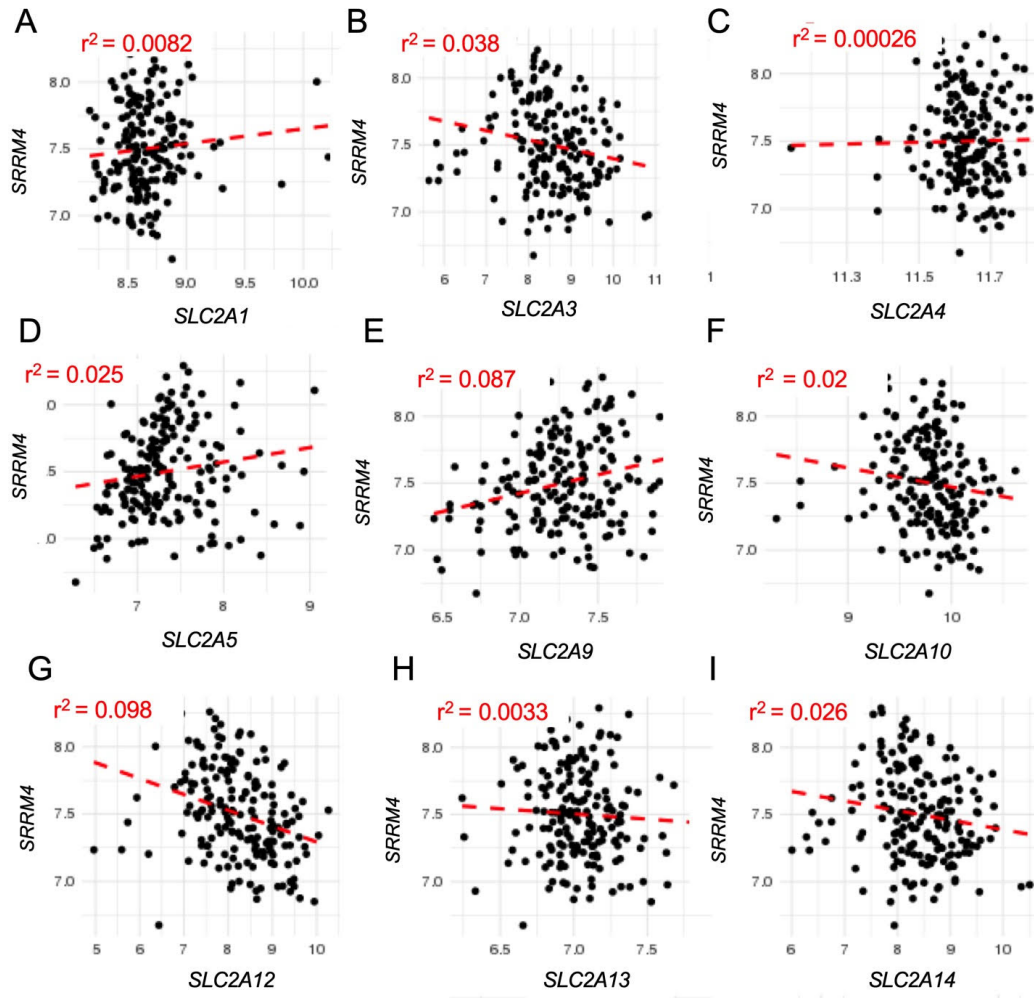 A
r² = 0.0082
SRRM4
8.0
7.5
7.0
8.5 9.0 9.5 10.0
SLC2A1
B
r² = 0.038
SRRM4
8.0
7.5
7.0
6 7 8 9 10 11
SLC2A3
C
r² = 0.00026
SRRM4
8.0
7.5
7.0
1 11.3 11.5 11.7
SLC2A4
D
r² = 0.025
SRRM4
.0
.5
.0
7 8 9
SLC2A5
E
r² = 0.087
SRRM4
8.0
7.5
7.0
6.5 7.0 7.5
SLC2A9
F
r² = 0.02
SRRM4
8.0
7.5
7.0
9 10
SLC2A10
G
r² = 0.098
SRRM4
8.0
7.5
7.0
5 6 7 8 9 10
SLC2A12
H
r² = 0.0033
SRRM4
8.0
7.5
7.0
6.5 7.0 7.5
SLC2A13
I
r² = 0.026
SRRM4
8.0
7.5
7.0
6 7 8 9 10
SLC2A14